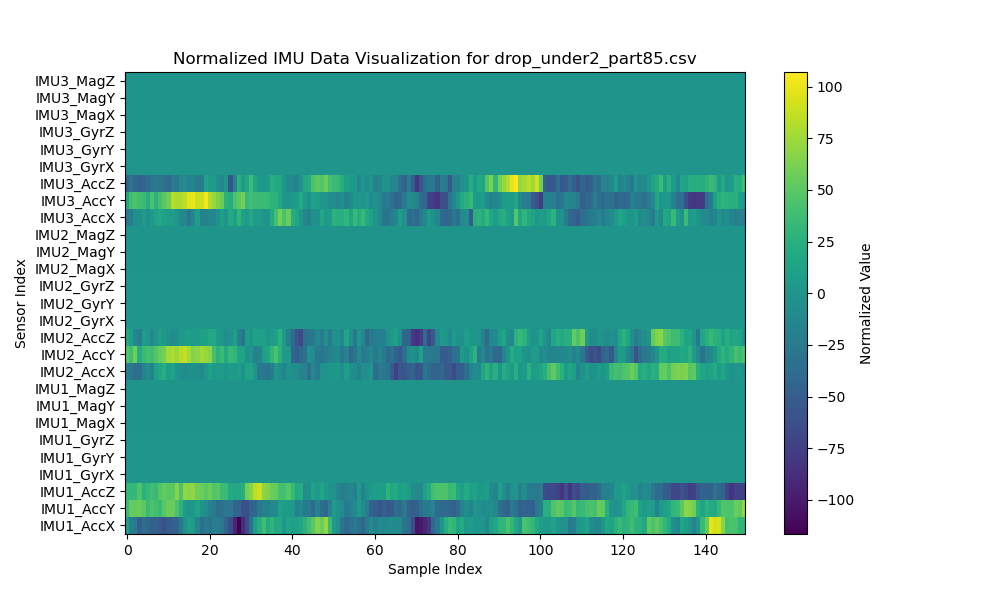 Normalized IMU Data Visualization for drop_under2_part85.csv
IMU3_MagZ
IMU3_MagY
IMU3_MagX
IMU3_GyrZ
IMU3_GyrY
IMU3_GyrX
IMU3_AccZ
IMU3_AccY
IMU3_AccX
IMU2_MagZ
IMU2_MagY
IMU2_MagX
IMU2_GyrZ
IMU2_GyrY
IMU2_GyrX
IMU2_AccZ
IMU2_AccY
IMU2_AccX
IMU1_MagZ
IMU1_MagY
IMU1_MagX
IMU1_GyrZ
IMU1_GyrY
IMU1_GyrX
IMU1_AccZ
IMU1_AccY
IMU1_AccX
Sensor Index
0 20 40 60 80 100 120 140
Sample Index
100
75
50
25
0
−25
−50
−75
−100
Normalized Value